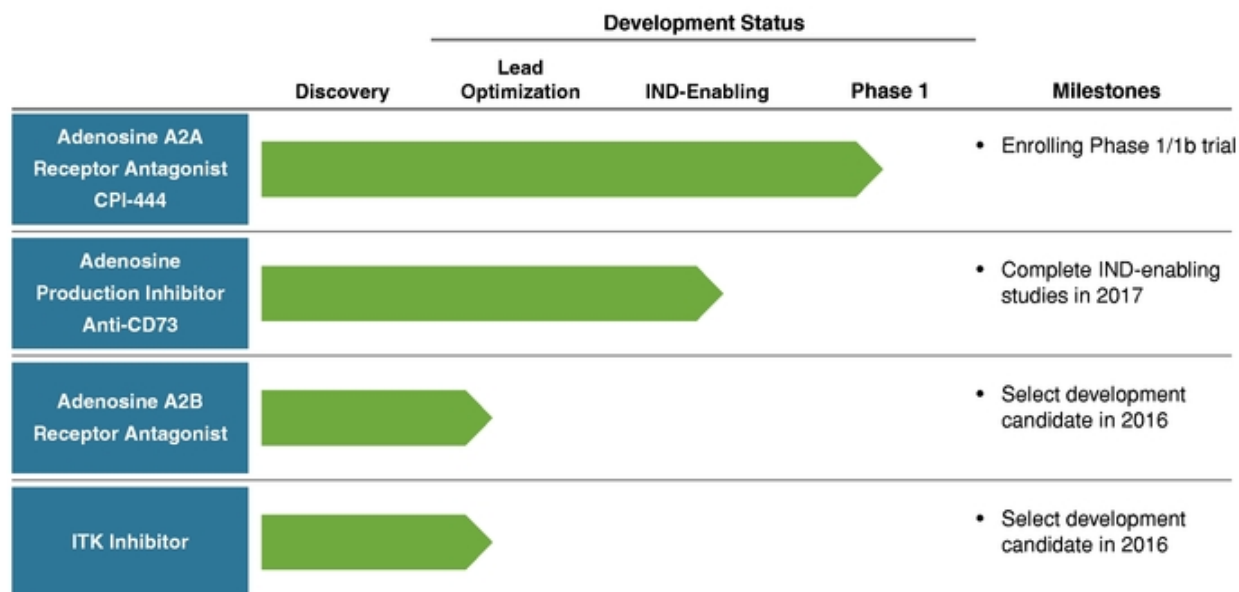 Development Status
Discovery
Lead
Optimization
IND-Enabling
Phase 1
Milestones
Adenosine A2A
Receptor Antagonist
CPI-444
• Enrolling Phase 1/1b trial
Adenosine
Production Inhibitor
Anti-CD73
• Complete IND-enabling
studies in 2017
Adenosine A2B
Receptor Antagonist
• Select development
candidate in 2016
ITK Inhibitor
• Select development
candidate in 2016